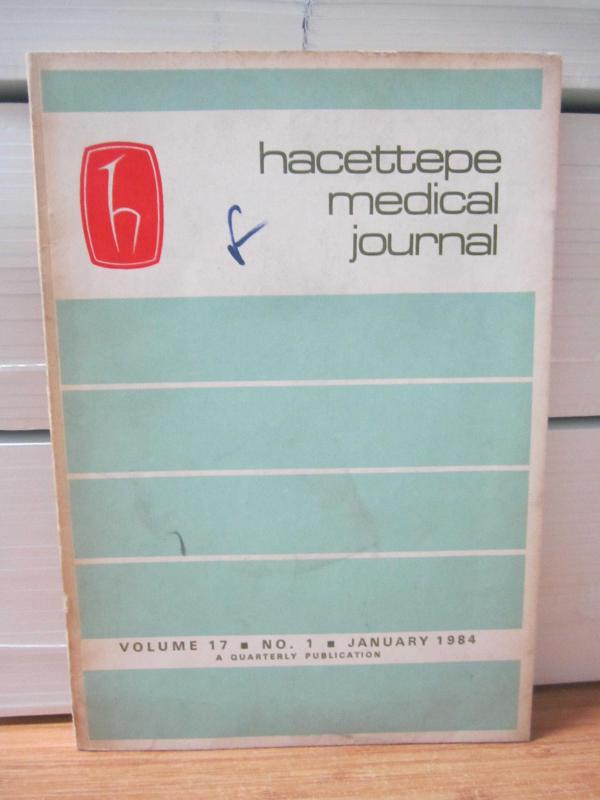 h
hacettepe
medical
journal
VOLUME 17 ■ NO. 1 ■ JANUARY 1984
A QUARTERLY PUBLICATION